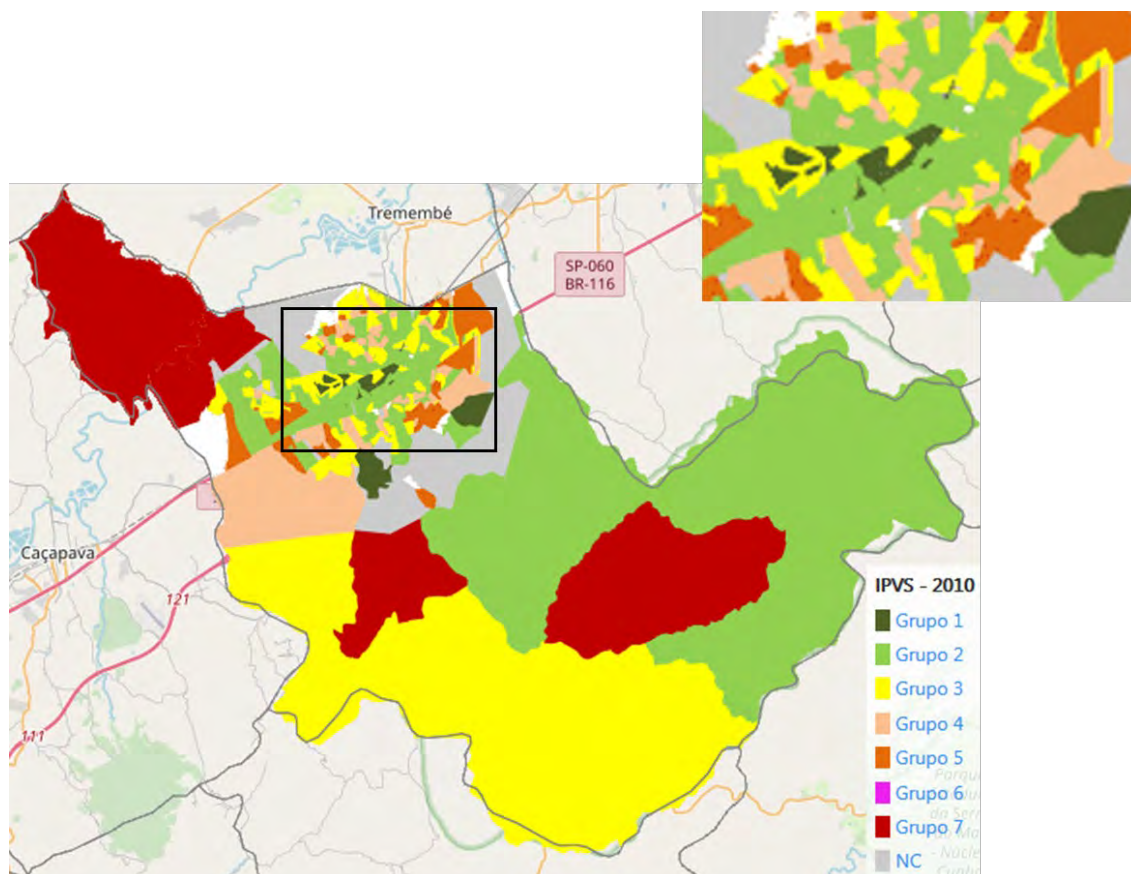 Tremembé
SP-060
BR-116
Caçapava
121
111
IPVS - 2010
Grupo 1
Grupo 2
Grupo 3
Grupo 4
Grupo 5
Grupo 6
Grupo 7
NC